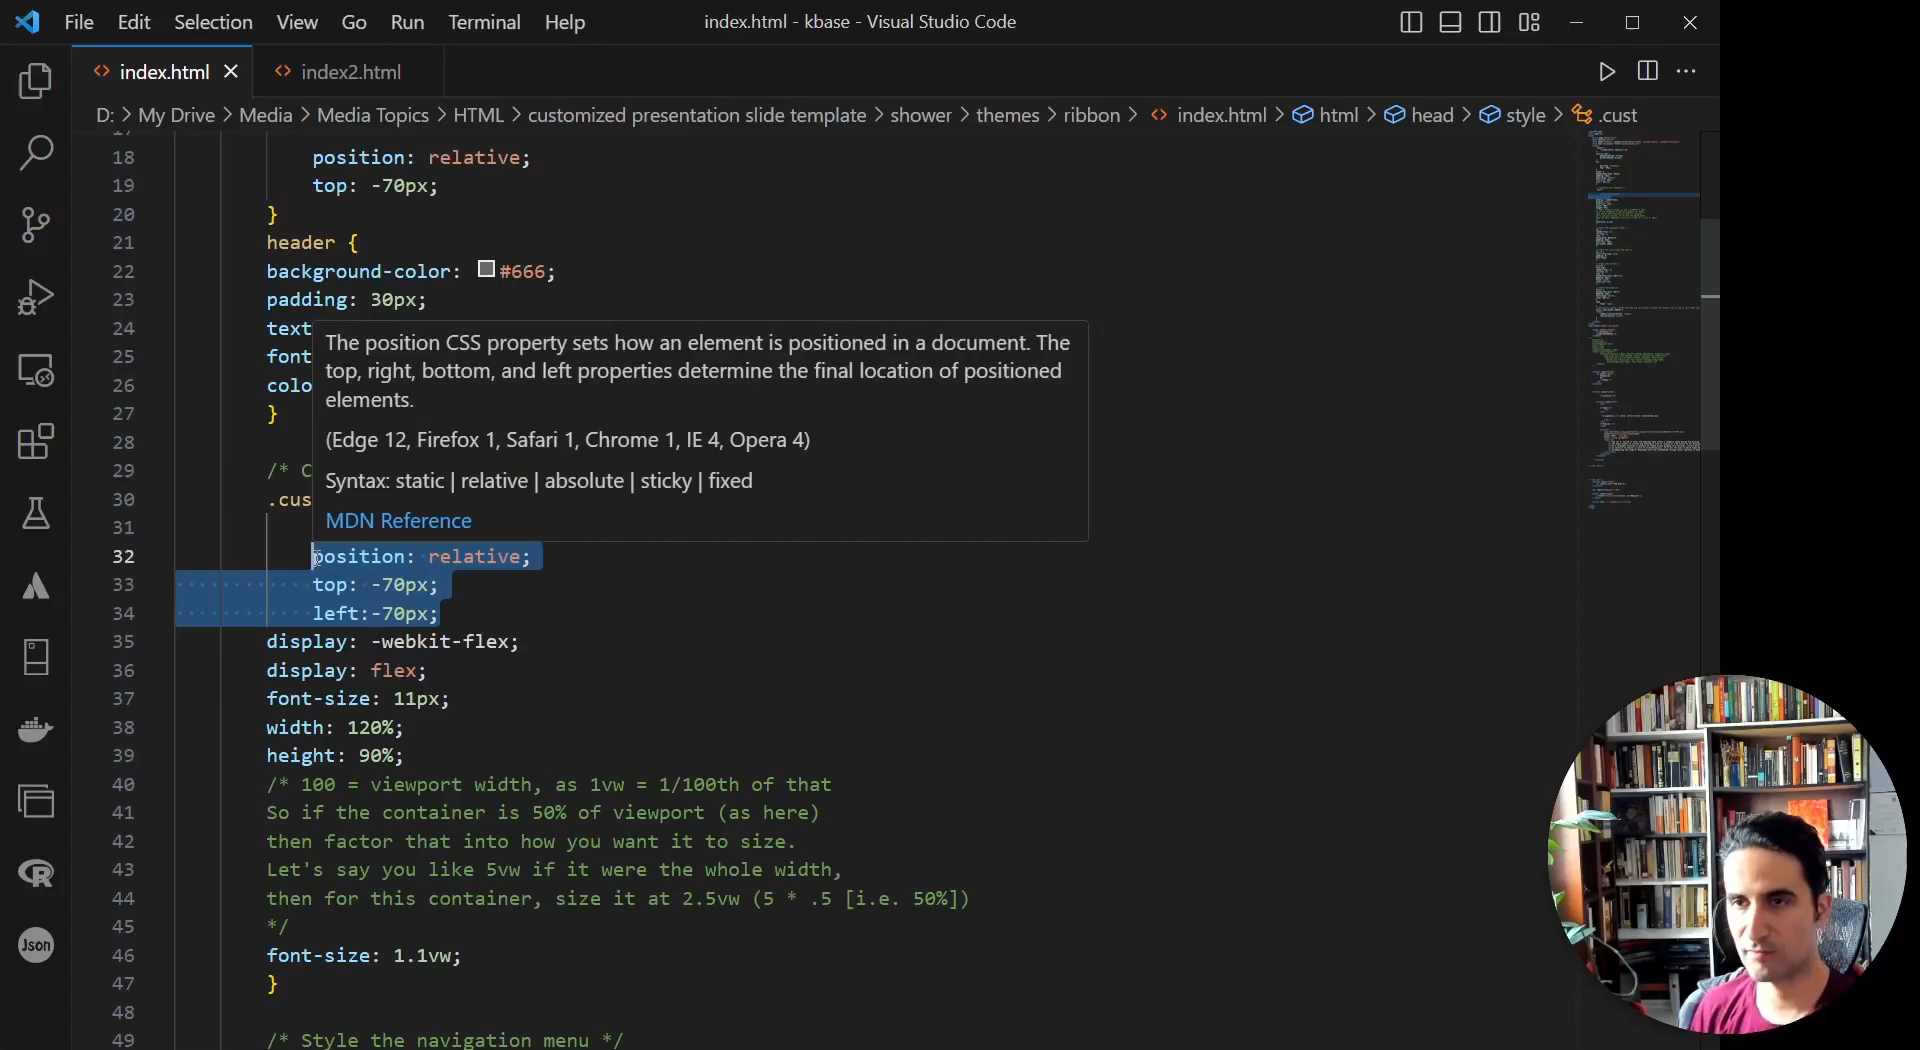 File Edit Selection View Go Run Terminal Help index.html - kbase - Visual Studio Code
index.html index2.html
D: > My Drive > Media > Media Topics > HTML > customized presentation slide template > shower > themes > ribbon > index.html > html > head > style > .cust
18 position: relative;
19 top: -70px;
20 }
21 header {
22 background-color: #666;
23 padding: 30px;
24 text
25 font
26 colo
27 }
28
29 /* C
30 .cus
31
The position CSS property sets how an element is positioned in a document. The
top, right, bottom, and left properties determine the final location of positioned
elements.
(Edge 12, Firefox 1, Safari 1, Chrome 1, IE 4, Opera 4)
Syntax: static | relative | absolute | sticky | fixed
MDN Reference
32 position: relative;
33 top: -70px;
34 left:-70px;
35 display: -webkit-flex;
36 display: flex;
37 font-size: 11px;
38 width: 120%;
39 height: 90%;
40 /* 100 = viewport width, as 1vw = 1/100th of that
41 So if the container is 50% of viewport (as here)
42 then factor that into how you want it to size.
43 Let's say you like 5vw if it were the whole width,
44 then for this container, size it at 2.5vw (5 * .5 [i.e. 50%])
45 */
46 font-size: 1.1vw;
47 }
48
49 /* Style the navigation menu */
Json